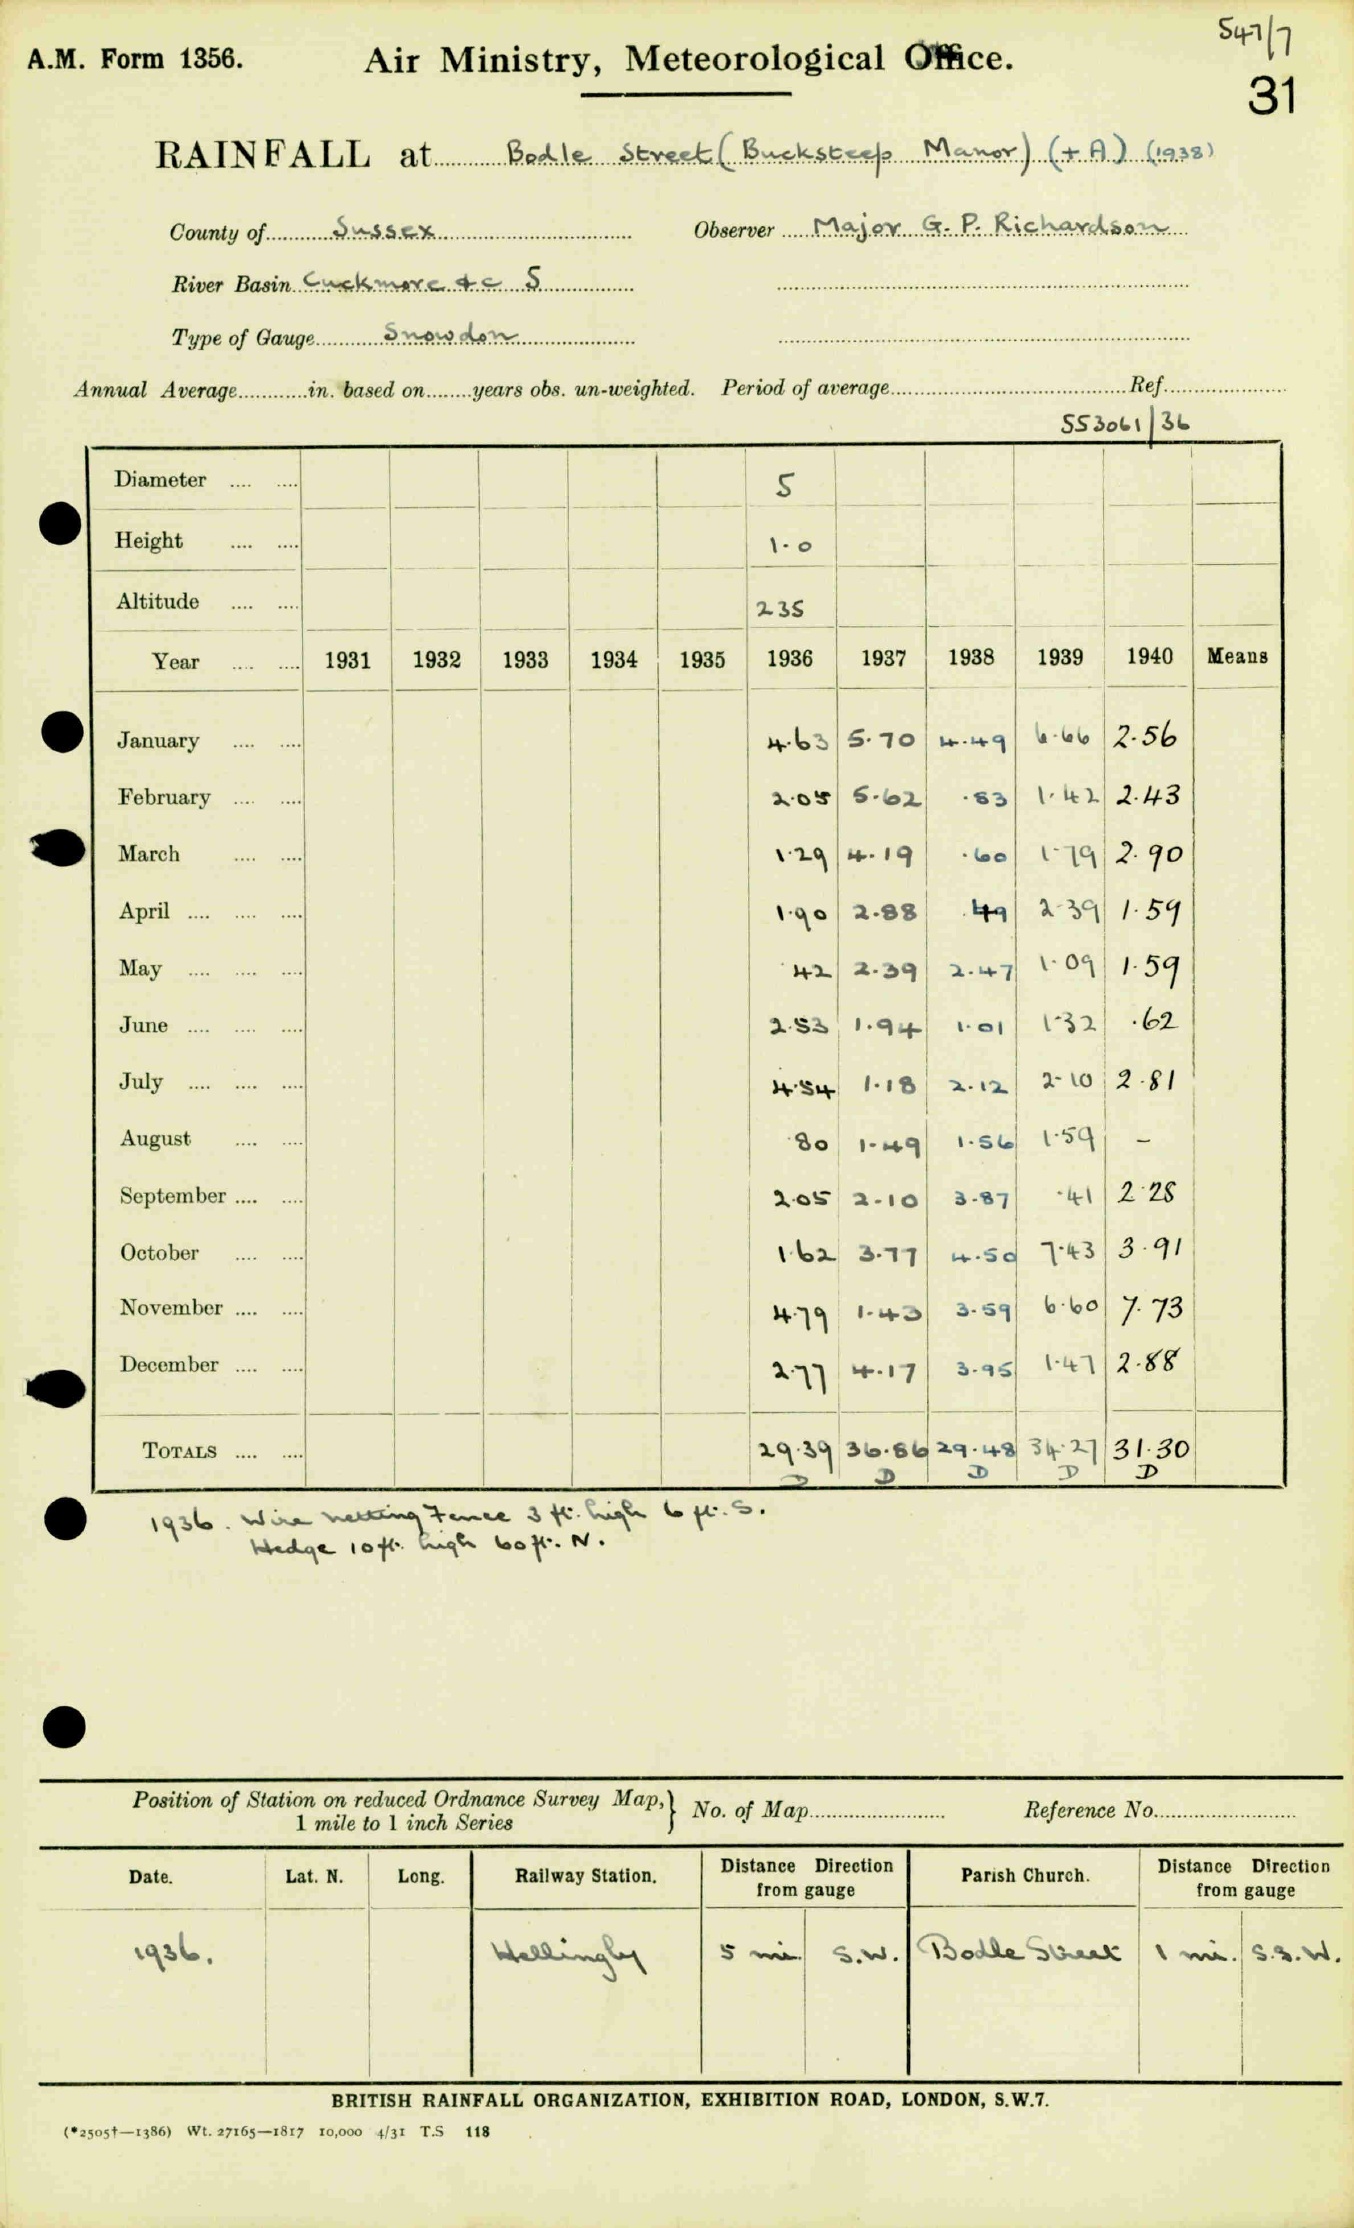 547/7
A.M. Form 1356. Air Ministry, Meteorological Office.
31
RAINFALL at Bodle Street (Bucksteep Manor) (+ A) (1938)
County of Sussex Observer Major G. P. Richardson
River Basin Cuckmere &c 5
Type of Gauge Snowdon
Annual Average............in. based on........years obs. un-weighted. Period of average........................Ref.....................
SS3061/36
Diameter .... .... 5
Height .... .... 1.0
Altitude .... .... 235
Year .... .... 1931 1932 1933 1934 1935 1936 1937 1938 1939 1940 Means
January .... .... 4.63 5.70 4.49 6.66 2.56
February .... .... 2.05 5.62 .83 1.42 2.43
March .... .... 1.29 4.19 .60 1.79 2.90
April .... .... .... 1.90 2.88 .49 2.39 1.59
May .... .... .... .42 2.39 2.47 1.09 1.59
June .... .... .... 2.53 1.94 1.01 1.32 .62
July .... .... .... 4.54 1.18 2.12 2.10 2.81
August .... .... .80 1.49 1.56 1.59 -
September .... .... 2.05 2.10 3.87 .41 2.28
October .... .... 1.62 3.77 4.50 7.43 3.91
November .... .... 4.79 1.43 3.59 6.60 7.73
December .... .... 2.77 4.17 3.95 1.47 2.88
TOTALS .... .... 29.39 36.86 29.48 34.27 31.30
D D D D D
1936. Wire netting Fence 3 ft. high 6 ft. S.
Hedge 10 ft. high 60 ft. N.
Position of Station on reduced Ordnance Survey Map, } No. of Map........................ Reference No.........................
1 mile to 1 inch Series
Date. Lat. N. Long. Railway Station. Distance Direction from gauge Parish Church. Distance Direction from gauge
1936. Hellingly 5 mi. S.W. Bodle Street 1 mi. S.S.W.
BRITISH RAINFALL ORGANIZATION, EXHIBITION ROAD, LONDON, S.W.7.
(*2505†—1386) Wt. 27165—1817 10,000 4/31 T.S 118